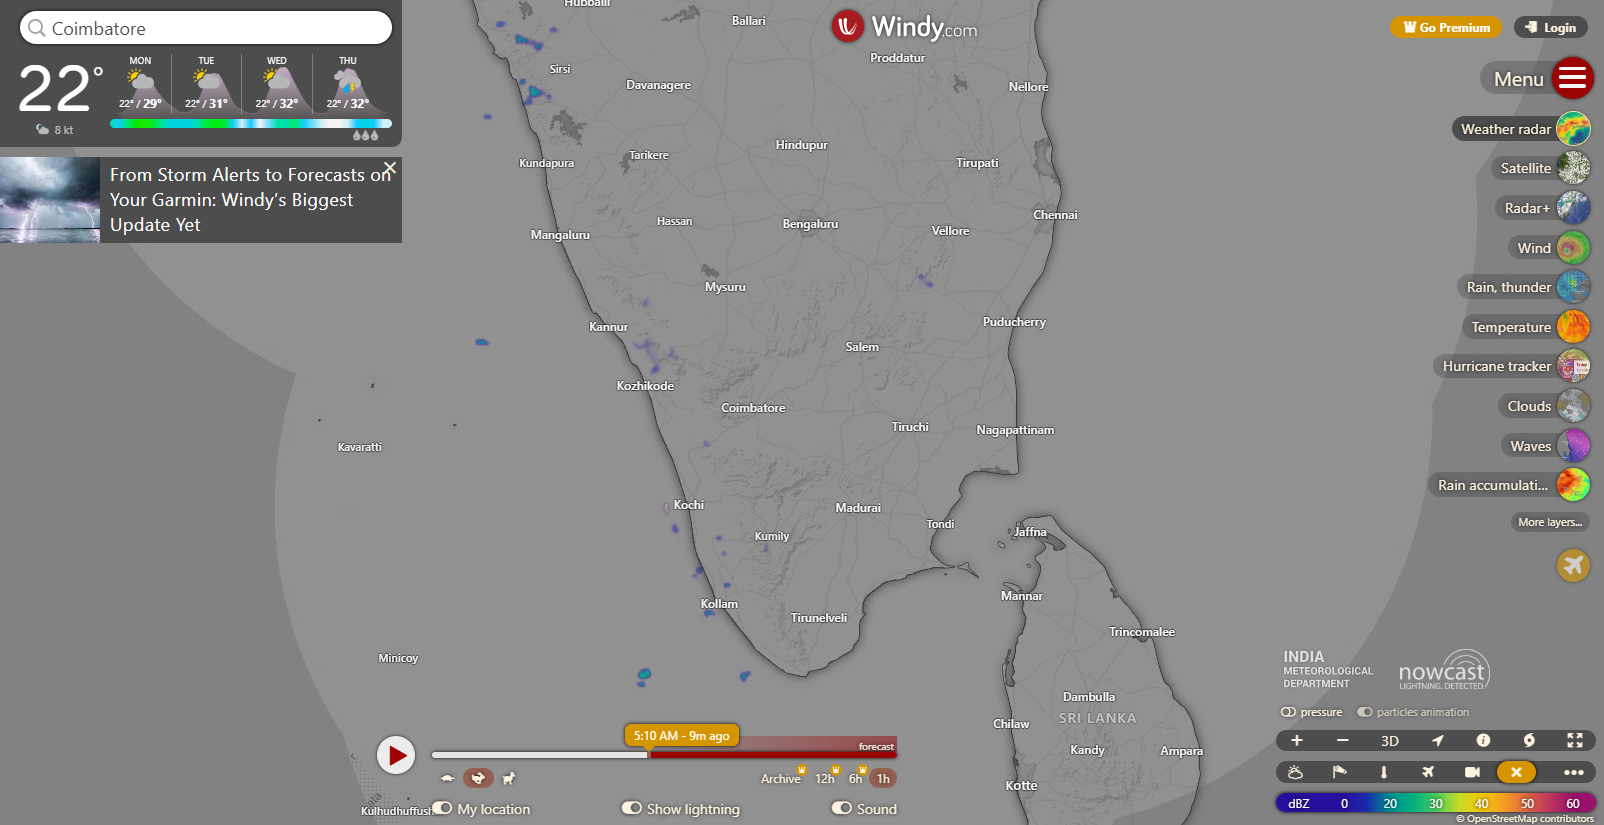 Coimbatore
22°
8 kt
MON
TUE
WED
THU
22° / 29°
22° / 31°
22° / 32°
22° / 32°
From Storm Alerts to Forecasts on
Your Garmin: Windy's Biggest
Update Yet
Windy.com
Go Premium
Login
Menu
Weather radar
Satellite
Radar+
Wind
Rain, thunder
Temperature
Hurricane tracker
Clouds
Waves
Rain accumulati...
More layers...
Hubballi
Ballari
Proddatur
Sirsi
Davanagere
Nellore
Hindupur
Kundapura
Tarikere
Tirupati
Mangaluru
Hassan
Bengaluru
Vellore
Chennai
Mysuru
Kannur
Puducherry
Salem
Kozhikode
Coimbatore
Tiruchi
Nagapattinam
Kavaratti
Kochi
Madurai
Tondi
Jaffna
Kumily
Kollam
Tirunelveli
Mannar
Trincomalee
Minicoy
Dambulla
SRI LANKA
Chilaw
Kandy
Ampara
Kotte
Kulhudhuffush
INDIA
METEOROLOGICAL
DEPARTMENT
nowcast
LIGHTNING. DETECTED.
pressure
particles animation
5:10 AM - 9m ago
forecast
Archive
12h
6h
1h
My location
Show lightning
Sound
+ − 3D
dBZ 0 20 30 40 50 60
© OpenStreetMap contributors